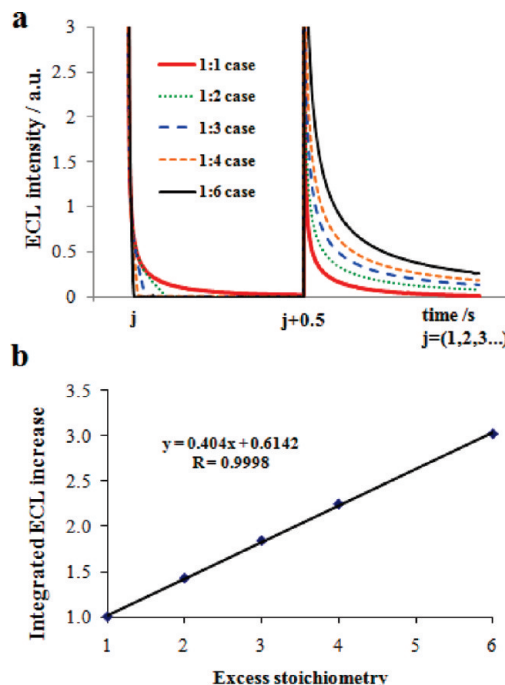 a
ECL intensity / a.u.
3
2.5
2
1.5
1
0.5
0
1:1 case
1:2 case
1:3 case
1:4 case
1:6 case
j
j+0.5
time /s
j=(1,2,3...)
b
Integrated ECL increase
3.5
3.0
2.5
2.0
1.5
1.0
y = 0.404x + 0.6142
R = 0.9998
1 2 3 4 5 6
Excess stoichiometry